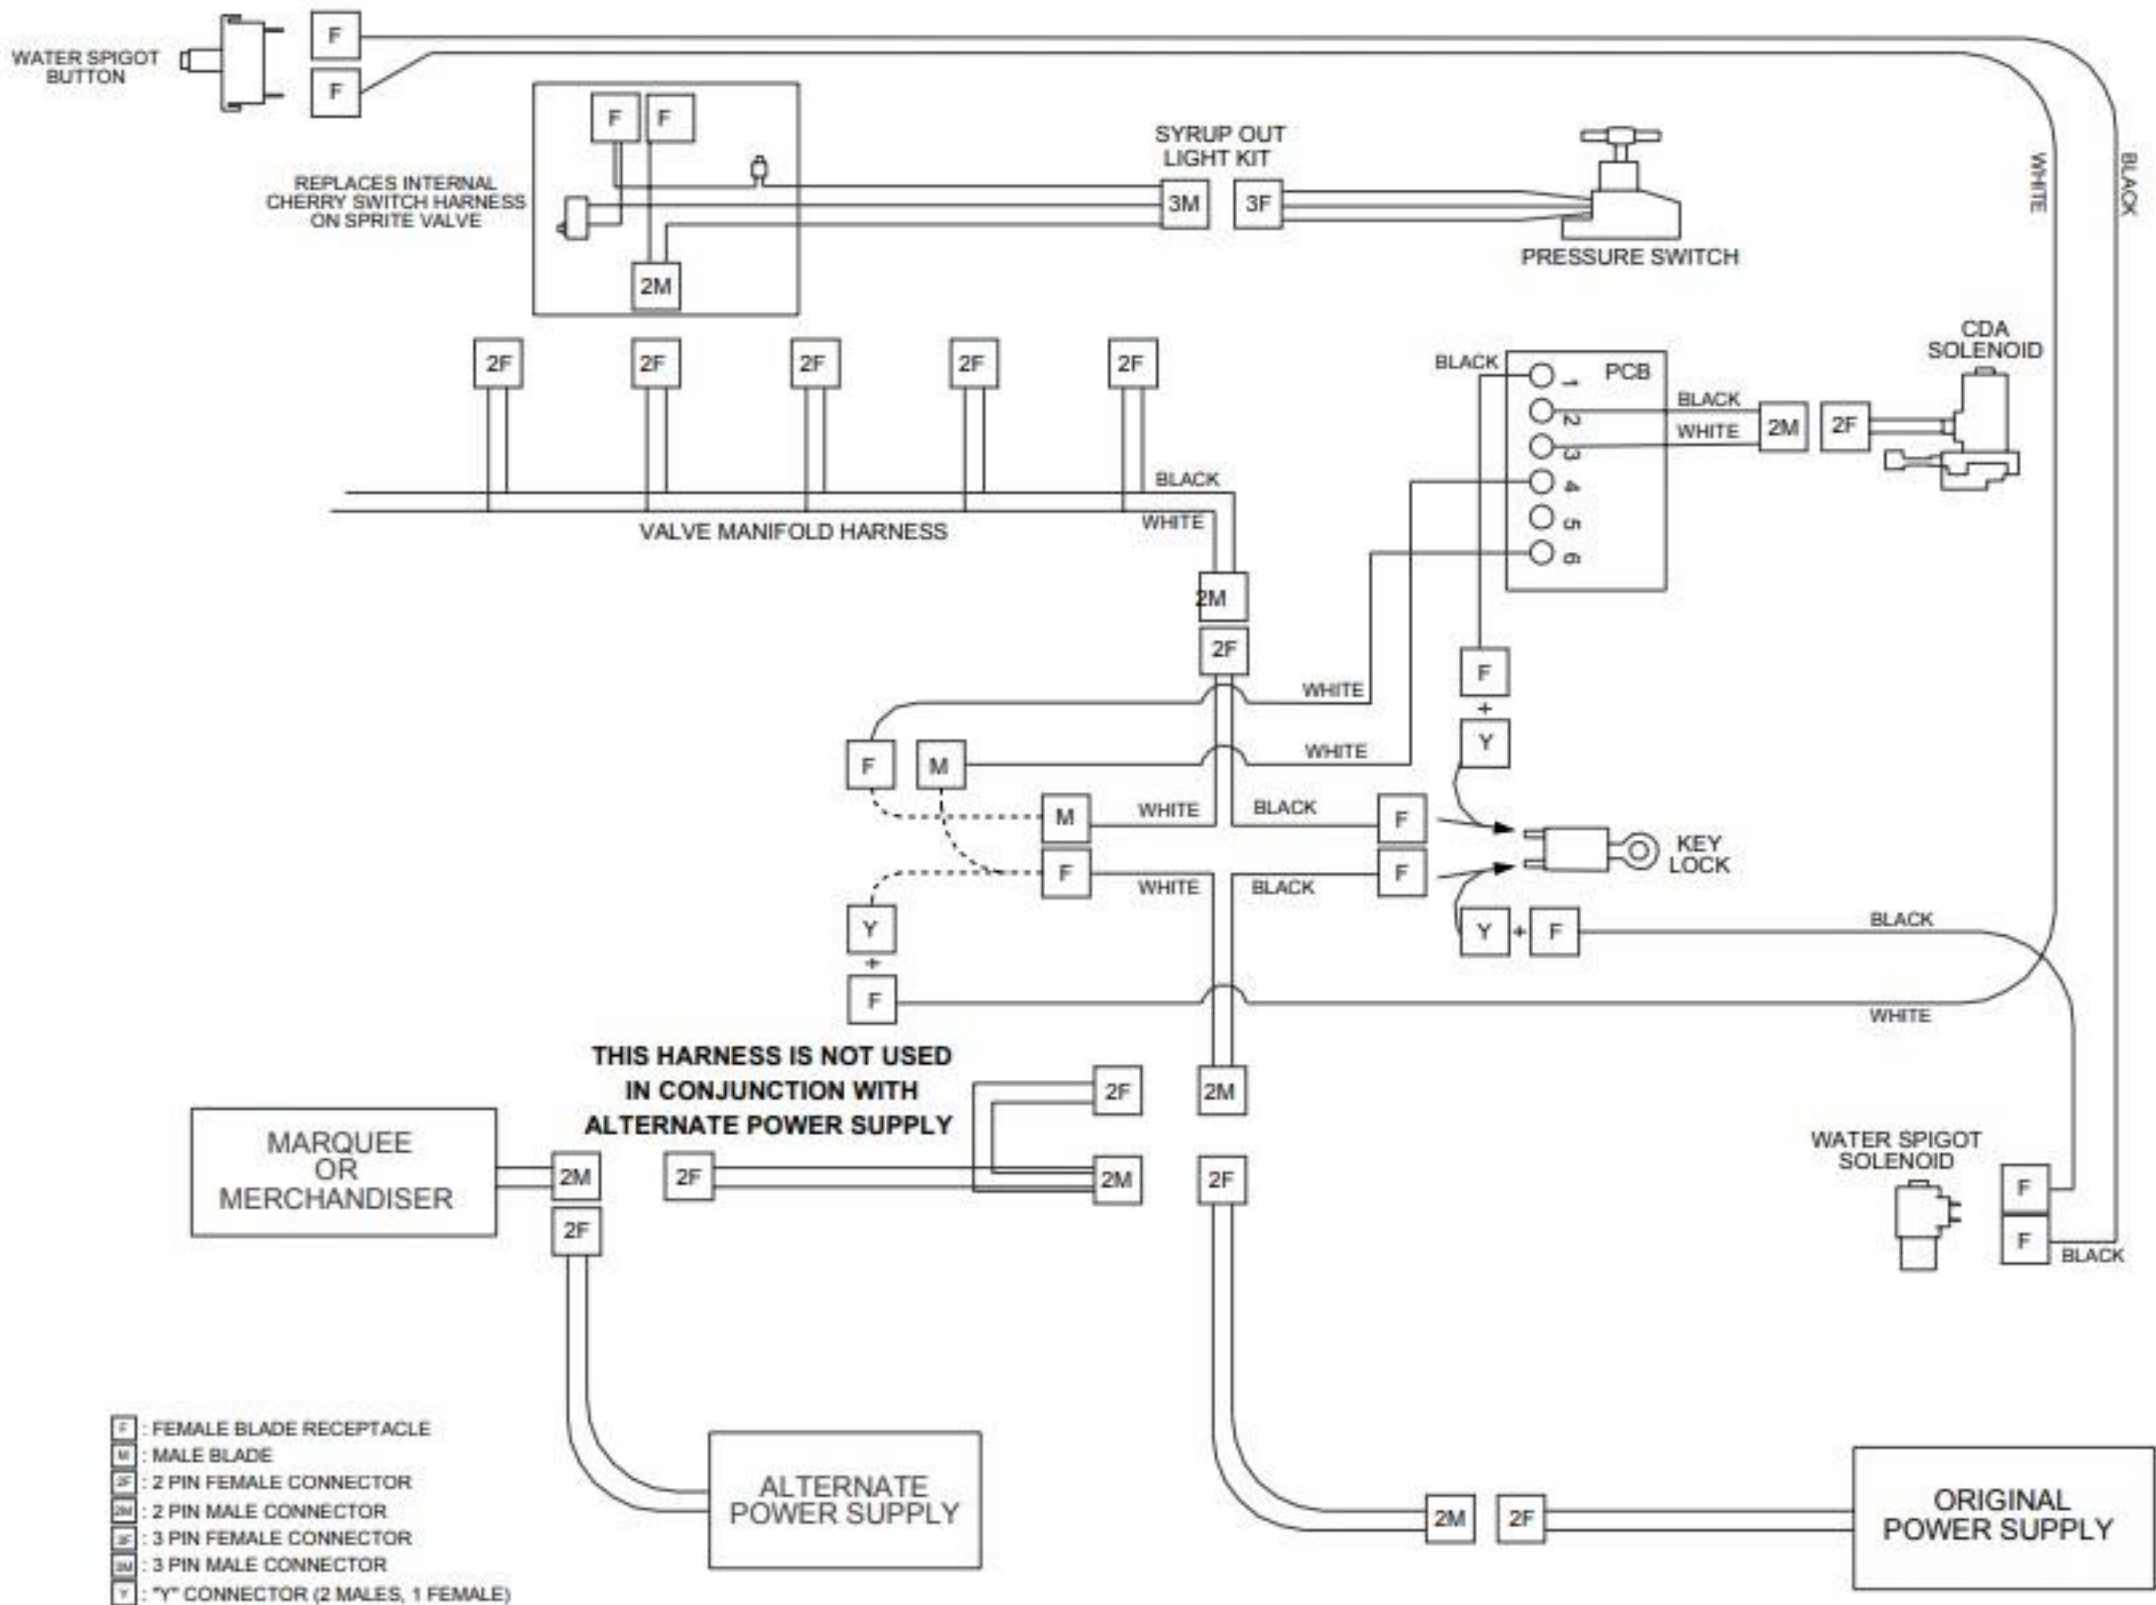 WATER SPIGOT
BUTTON
F
F
REPLACES INTERNAL
CHERRY SWITCH HARNESS
ON SPRITE VALVE
F
F
2M
SYRUP OUT
LIGHT KIT
3M
3F
PRESSURE SWITCH
WHITE
BLACK
2F
2F
2F
2F
2F
BLACK
WHITE
VALVE MANIFOLD HARNESS
2M
2F
BLACK
PCB
1
2
3
4
5
6
BLACK
WHITE
2M
2F
CDA
SOLENOID
WHITE
WHITE
F
M
M
WHITE
BLACK
F
F
WHITE
BLACK
F
F
+
Y
KEY
LOCK
Y
+
F
Y + F
BLACK
WHITE
THIS HARNESS IS NOT USED
IN CONJUNCTION WITH
ALTERNATE POWER SUPPLY
2F
2M
MARQUEE
OR
MERCHANDISER
2M
2F
2F
2M
2F
WATER SPIGOT
SOLENOID
F
F
BLACK
ALTERNATE
POWER SUPPLY
2M
2F
ORIGINAL
POWER SUPPLY
F : FEMALE BLADE RECEPTACLE
M : MALE BLADE
2F : 2 PIN FEMALE CONNECTOR
2M : 2 PIN MALE CONNECTOR
3F : 3 PIN FEMALE CONNECTOR
3M : 3 PIN MALE CONNECTOR
Y : "Y" CONNECTOR (2 MALES, 1 FEMALE)